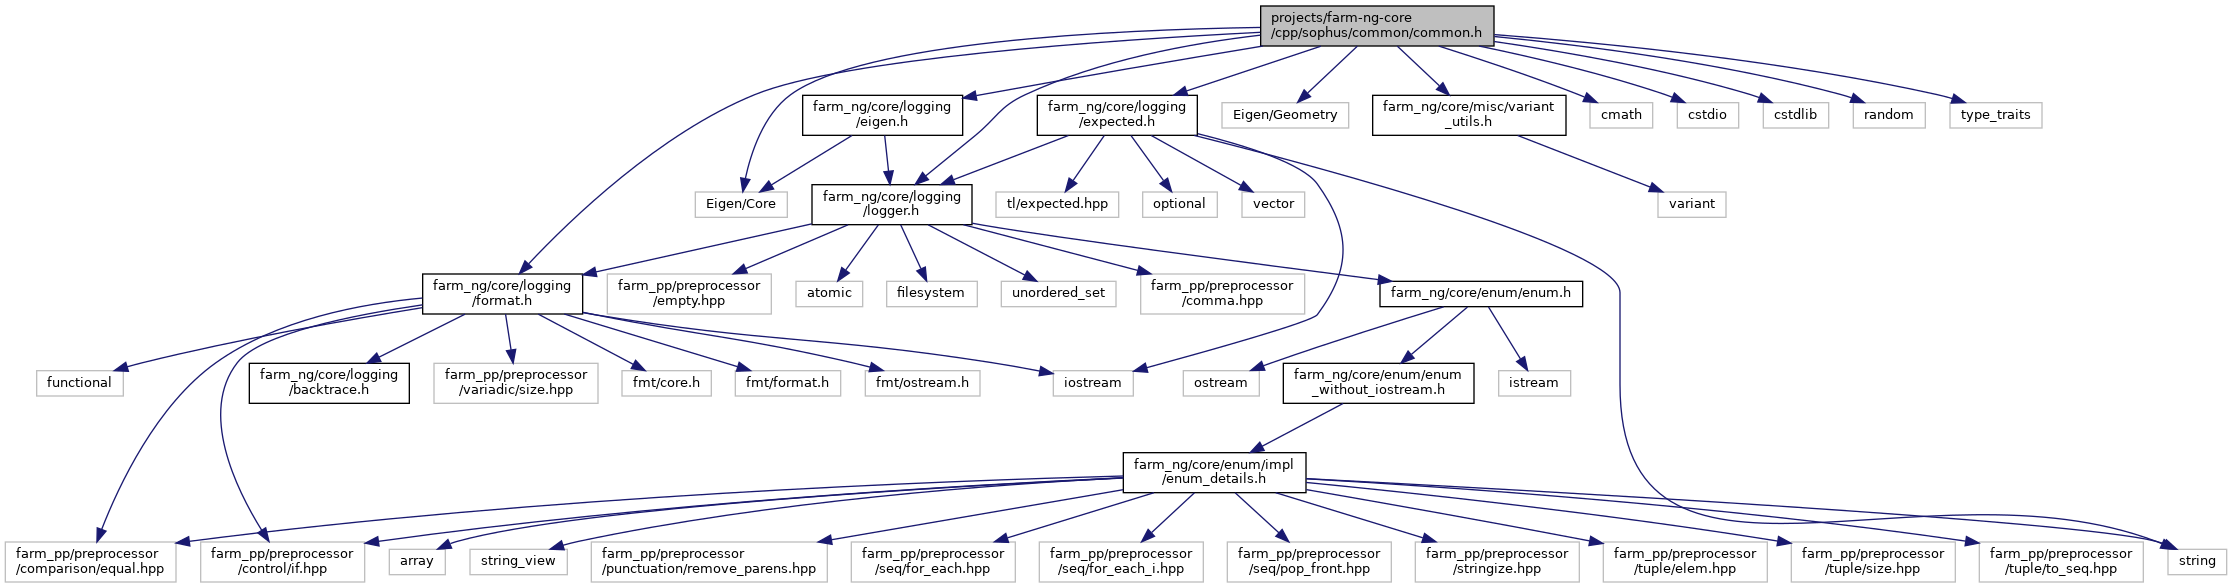 projects/farm-ng-core
/cpp/sophus/common/common.h
farm_ng/core/logging
/eigen.h
farm_ng/core/logging
/expected.h
Eigen/Geometry
farm_ng/core/misc/variant
_utils.h
cmath
cstdio
cstdlib
random
type_traits
Eigen/Core
farm_ng/core/logging
/logger.h
tl/expected.hpp
optional
vector
variant
farm_ng/core/logging
/format.h
farm_pp/preprocessor
/empty.hpp
atomic
filesystem
unordered_set
farm_pp/preprocessor
/comma.hpp
farm_ng/core/enum/enum.h
functional
farm_ng/core/logging
/backtrace.h
farm_pp/preprocessor
/variadic/size.hpp
fmt/core.h
fmt/format.h
fmt/ostream.h
iostream
ostream
farm_ng/core/enum/enum
_without_iostream.h
istream
farm_ng/core/enum/impl
/enum_details.h
farm_pp/preprocessor
/comparison/equal.hpp
farm_pp/preprocessor
/control/if.hpp
array
string_view
farm_pp/preprocessor
/punctuation/remove_parens.hpp
farm_pp/preprocessor
/seq/for_each.hpp
farm_pp/preprocessor
/seq/for_each_i.hpp
farm_pp/preprocessor
/seq/pop_front.hpp
farm_pp/preprocessor
/stringize.hpp
farm_pp/preprocessor
/tuple/elem.hpp
farm_pp/preprocessor
/tuple/size.hpp
farm_pp/preprocessor
/tuple/to_seq.hpp
string